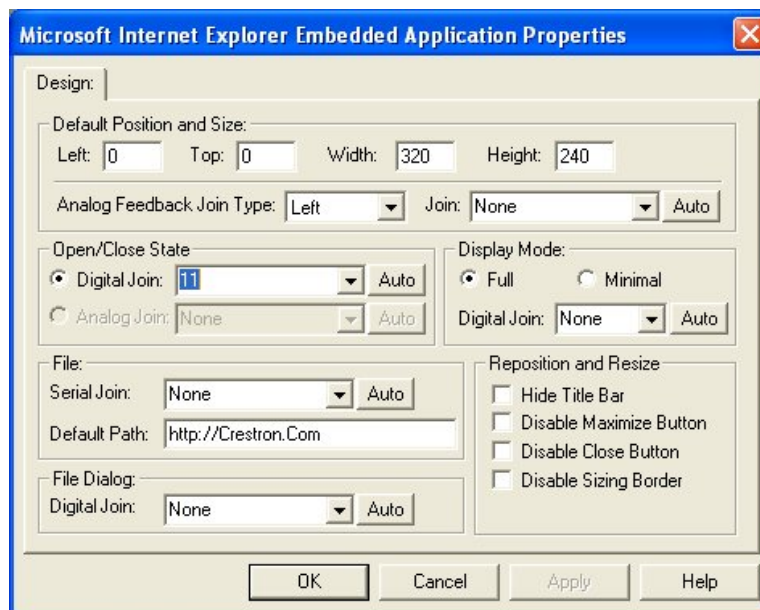 Microsoft Internet Explorer Embedded Application Properties
Design:
Default Position and Size:
Left: 0 Top: 0 Width: 320 Height: 240
Analog Feedback Join Type: Left Join: None Auto
Open/Close State
Digital Join: 11 Auto
Analog Join: None Auto
Display Mode:
Full Minimal
Digital Join: None Auto
File:
Serial Join: None Auto
Default Path: http://Crestron.Com
File Dialog:
Digital Join: None Auto
Reposition and Resize
Hide Title Bar
Disable Maximize Button
Disable Close Button
Disable Sizing Border
OK Cancel Apply Help